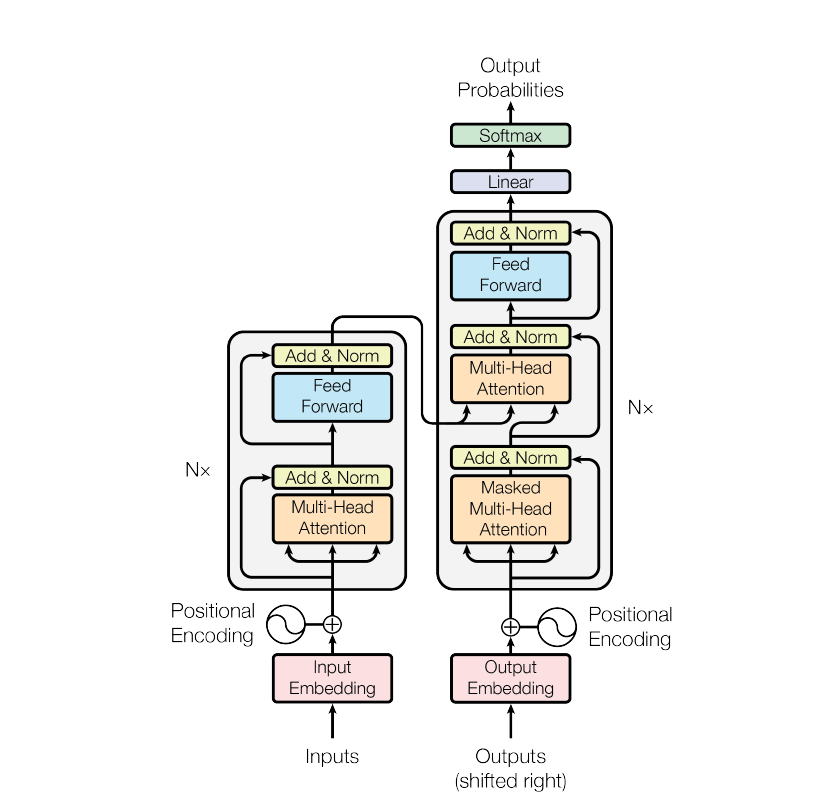 Output
Probabilities
Softmax
Linear
Add & Norm
Feed
Forward
Add & Norm
Multi-Head
Attention
N×
Add & Norm
Masked
Multi-Head
Attention
Add & Norm
Feed
Forward
N×
Add & Norm
Multi-Head
Attention
Positional
Encoding
Positional
Encoding
Input
Embedding
Output
Embedding
Inputs
Outputs
(shifted right)